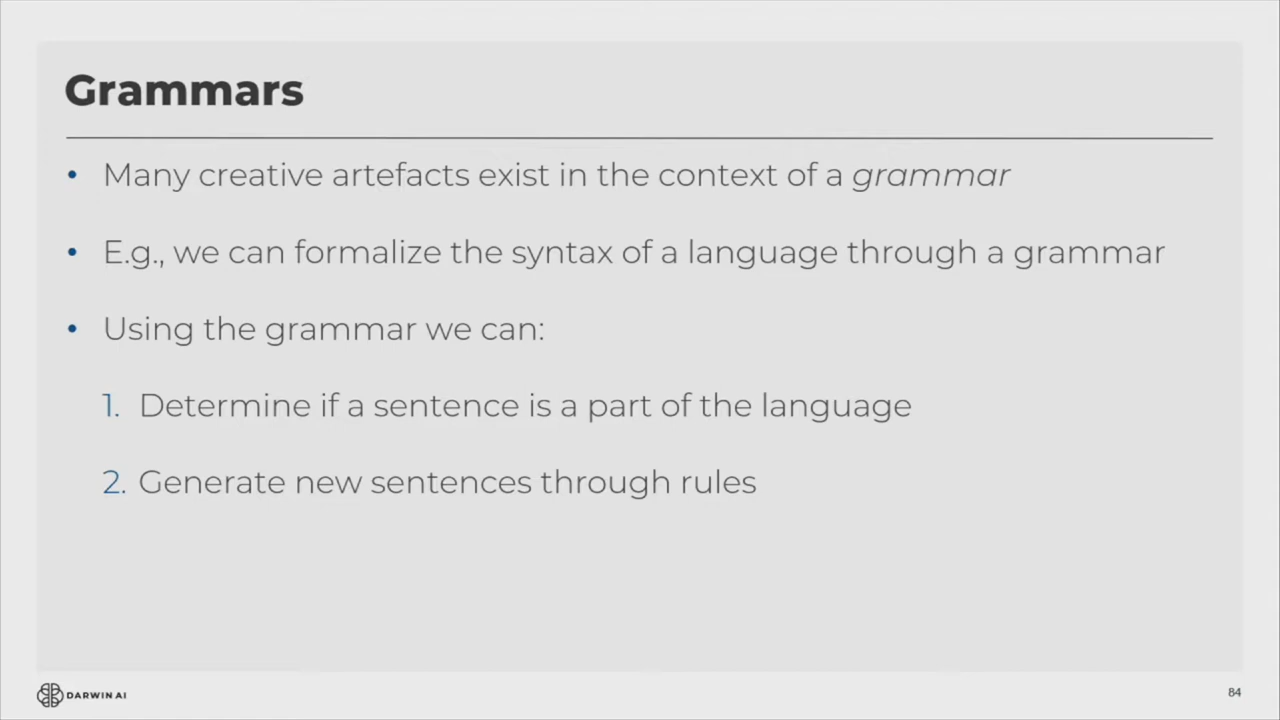 Grammars
• Many creative artefacts exist in the context of a grammar
• E.g., we can formalize the syntax of a language through a grammar
• Using the grammar we can:
1. Determine if a sentence is a part of the language
2. Generate new sentences through rules
DARWIN AI
84